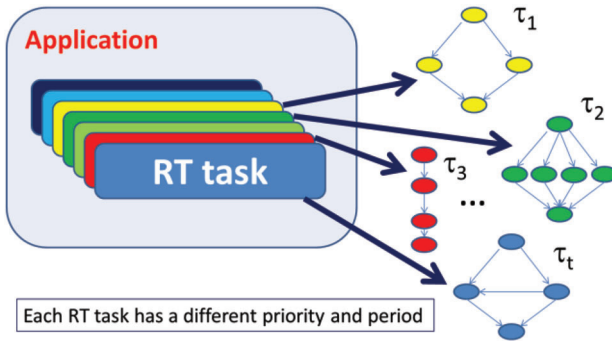 Application
RT task
τ1
τ2
τ3
...
τt
Each RT task has a different priority and period